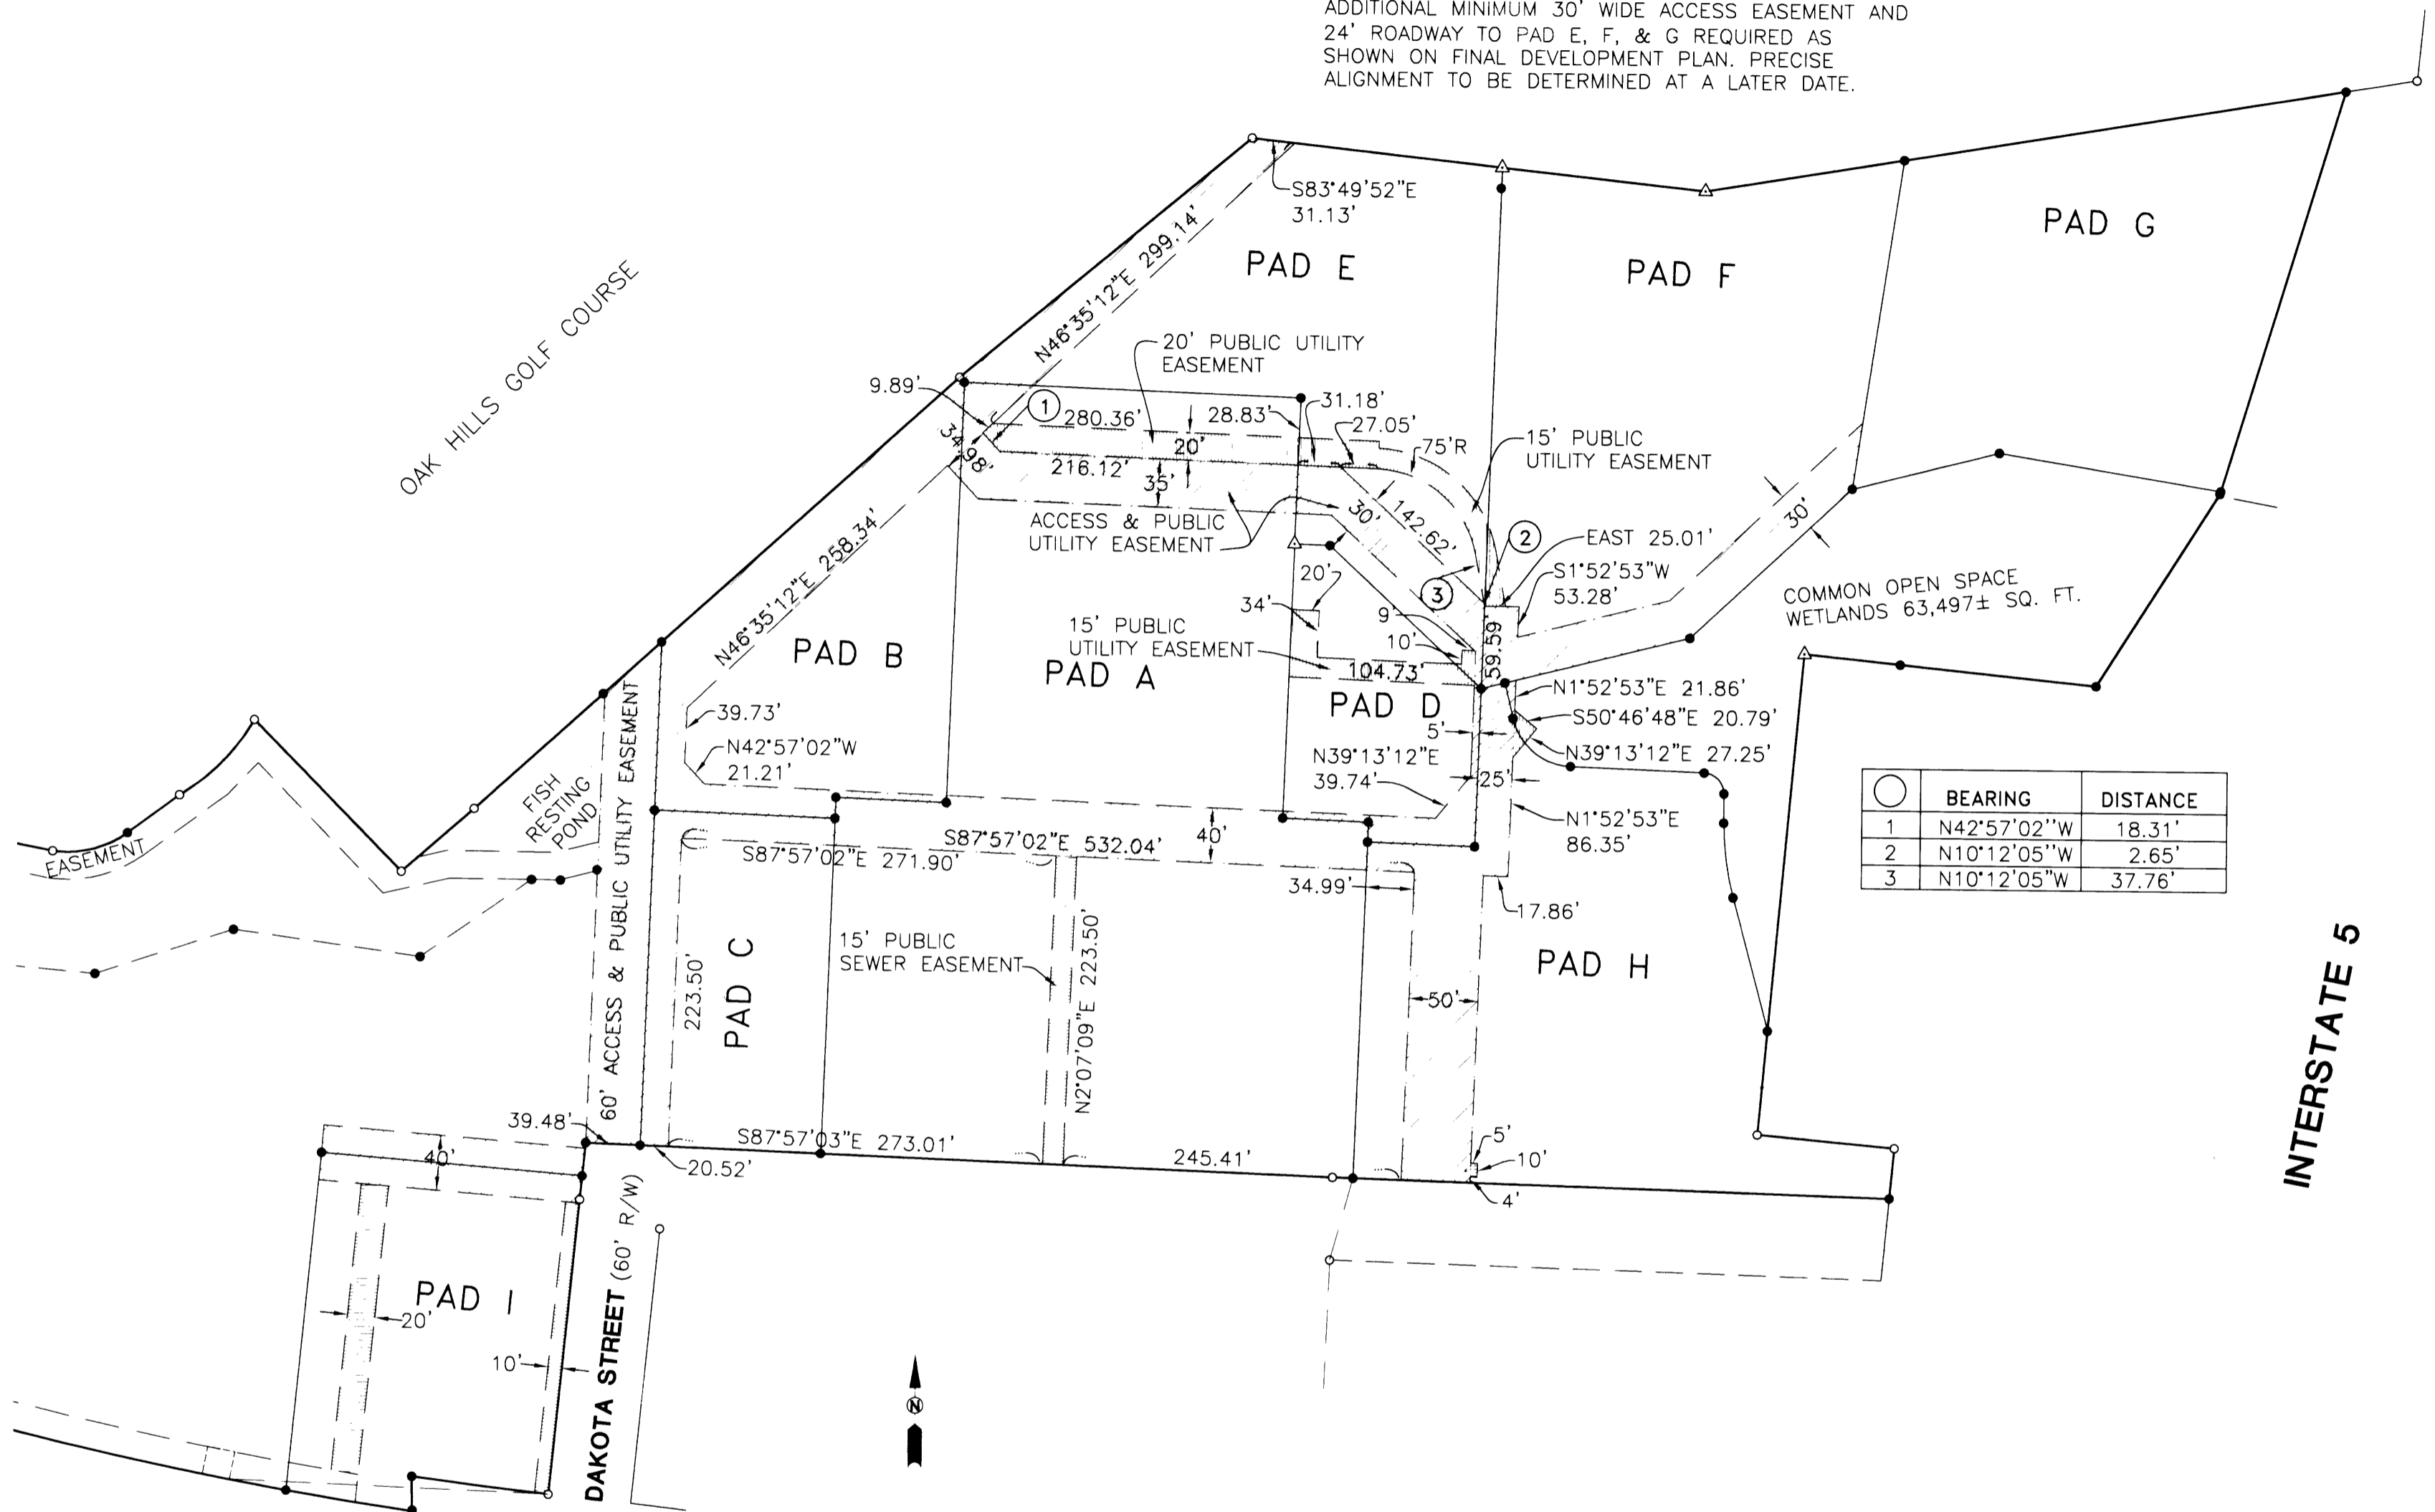 ADDITIONAL MINIMUM 30' WIDE ACCESS EASEMENT AND
24' ROADWAY TO PAD E, F, & G REQUIRED AS
SHOWN ON FINAL DEVELOPMENT PLAN. PRECISE
ALIGNMENT TO BE DETERMINED AT A LATER DATE.
S83°49'52"E
31.13'
PAD E
PAD F
PAD G
OAK HILLS GOLF COURSE
N46°35'12"E 299.14'
20' PUBLIC UTILITY
EASEMENT
9.89'
1
280.36'
28.83'
31.18'
27.05'
75'R
15' PUBLIC
UTILITY EASEMENT
34.98'
20'
216.12'
35'
30'
142.62'
ACCESS & PUBLIC
UTILITY EASEMENT
2
EAST 25.01'
30'
S1°52'53"W
53.28'
COMMON OPEN SPACE
WETLANDS 63,497± SQ. FT.
N46°35'12"E 258.34'
20'
34'
3
9'
10'
59.59'
15' PUBLIC
UTILITY EASEMENT
104.73'
PAD B
PAD A
PAD D
N1°52'53"E 21.86'
S50°46'48"E 20.79'
N39°13'12"E 27.25'
39.73'
N42°57'02"W
21.21'
5'
N39°13'12"E
39.74'
25'
N1°52'53"E
86.35'
60' ACCESS & PUBLIC UTILITY EASEMENT
FISH
RESTING
POND
EASEMENT
S87°57'02"E 532.04'
40'
S87°57'02"E 271.90'
34.99'
17.86'
BEARING DISTANCE
1 N42°57'02''W 18.31'
2 N10°12'05''W 2.65'
3 N10°12'05"W 37.76'
223.50'
PAD C
15' PUBLIC
SEWER EASEMENT
N2°07'09"E 223.50'
PAD H
50'
INTERSTATE 5
39.48'
S87°57'03"E 273.01'
20.52'
245.41'
5'
10'
4'
40'
PAD I
20'
10'
DAKOTA STREET (60' R/W)
N